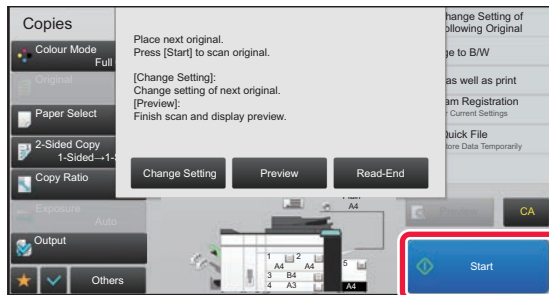 Copies
Colour Mode
Full
Original
Paper Select
2-Sided Copy
1-Sided→1-
Copy Ratio
Exposure
Auto
Output
Others
Place next original.
Press [Start] to scan original.
[Change Setting]:
Change setting of next original.
[Preview]:
Finish scan and display preview.
Change Setting
Preview
Read-End
Plain
A4
1
A4
2
A4
3
B4
4
A3
5
A4
hange Setting of
ollowing Original
ge to B/W
as well as print
am Registration
Current Settings
Quick File
tore Data Temporarily
Preview
CA
Start